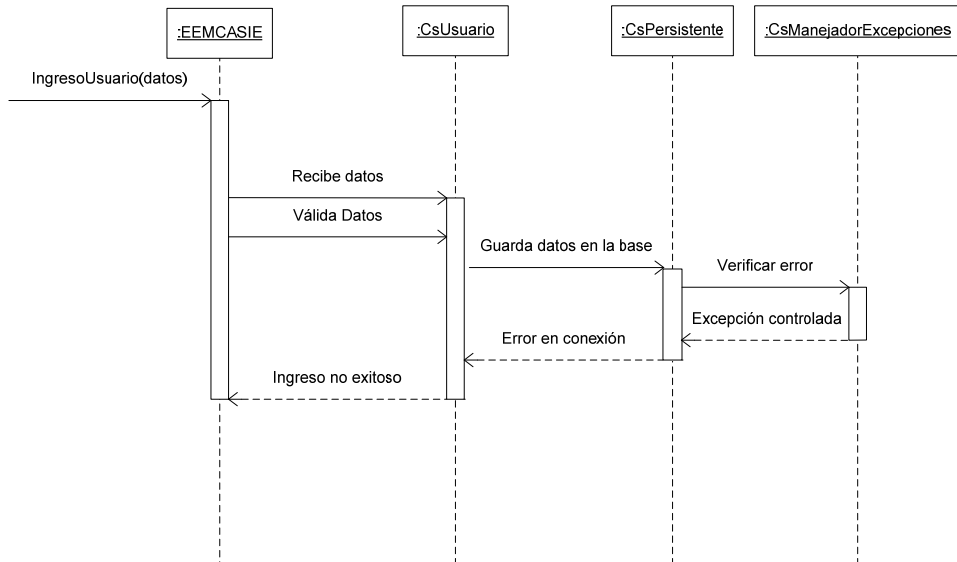 :EEMCASIE
:CsUsuario
:CsPersistente
:CsManejadorExcepciones
IngresoUsuario(datos)
Recibe datos
Válida Datos
Guarda datos en la base
Verificar error
Excepción controlada
Error en conexión
Ingreso no exitoso